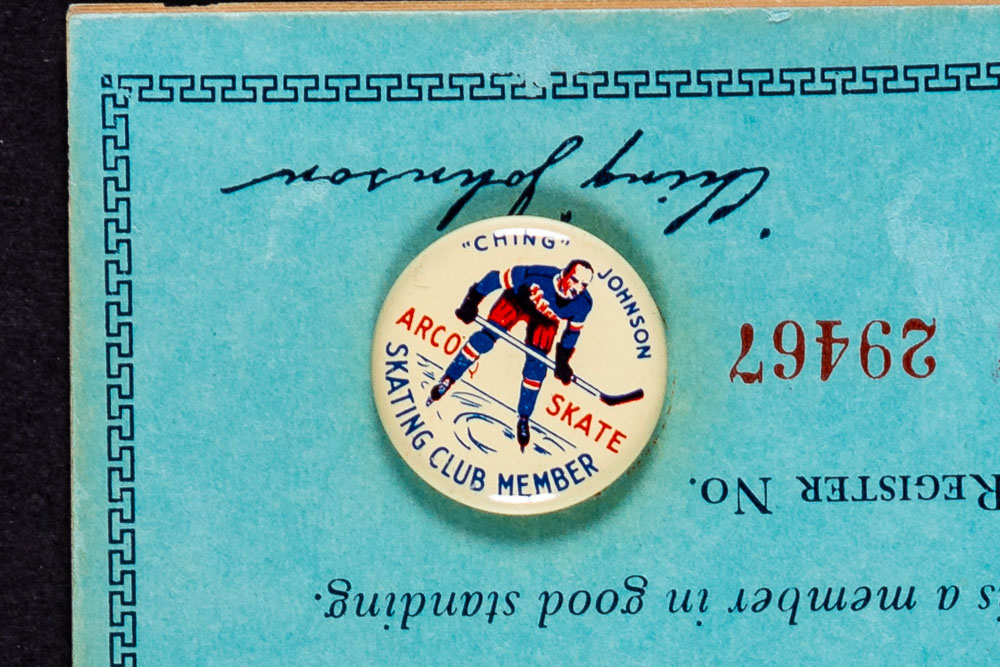 s a member in good standing.
REGISTER No.
29467
"Ching" Johnson
"CHING" JOHNSON
ARCO
SKATE
SKATING CLUB MEMBER